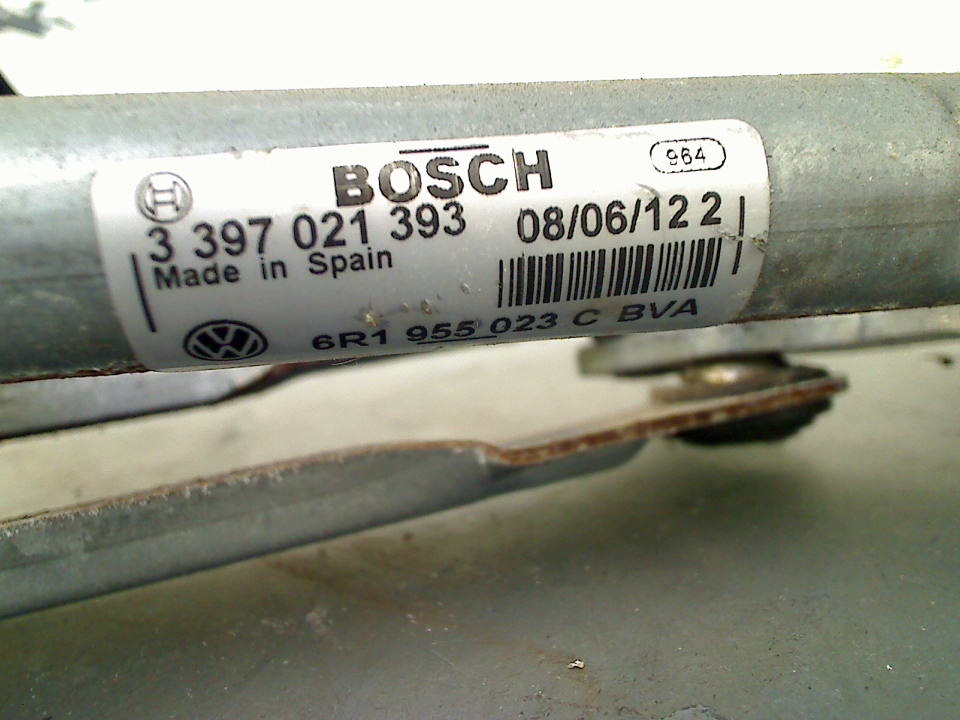 BOSCH 964
3 397 021 393 08/06/12 2
Made in Spain
6R1 955 023 C BVA